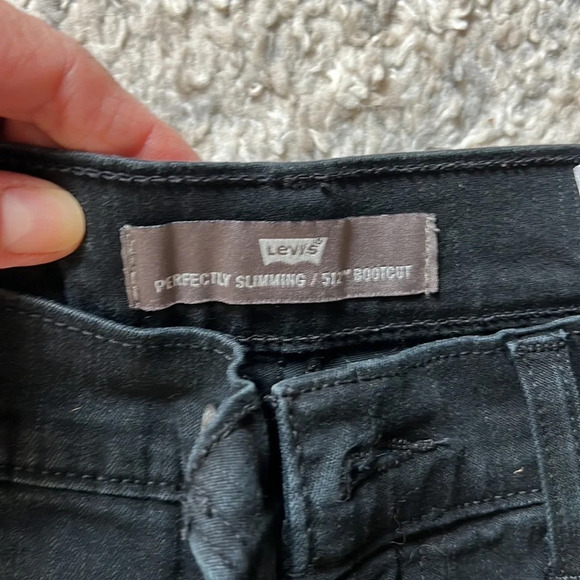 Levi's®
PERFECTLY SLIMMING / 512™ BOOTCUT